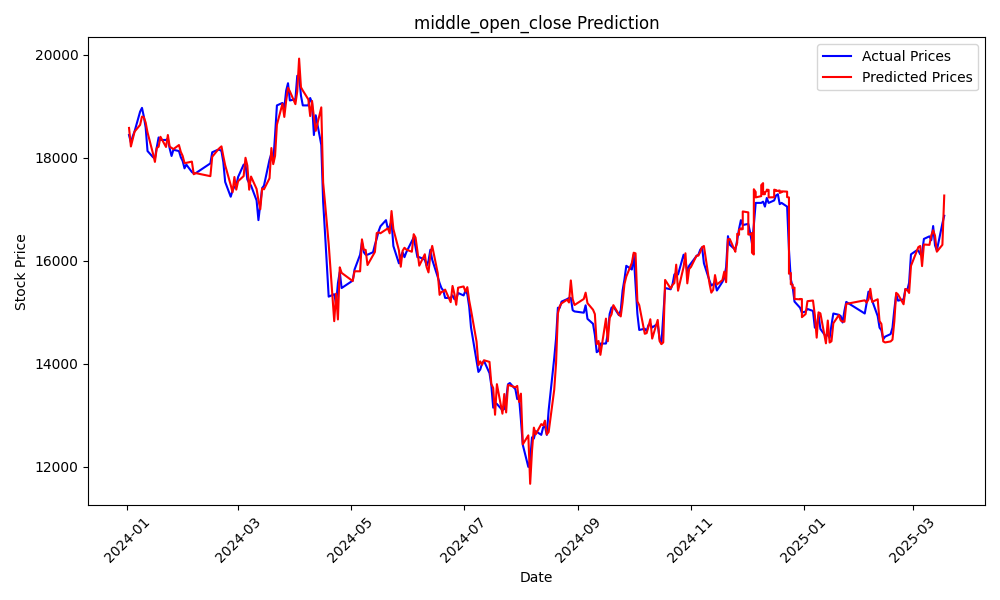 middle_open_close Prediction
Actual Prices
Predicted Prices
Stock Price
20000
18000
16000
14000
12000
2024-01
2024-03
2024-05
2024-07
2024-09
2024-11
2025-01
2025-03
Date